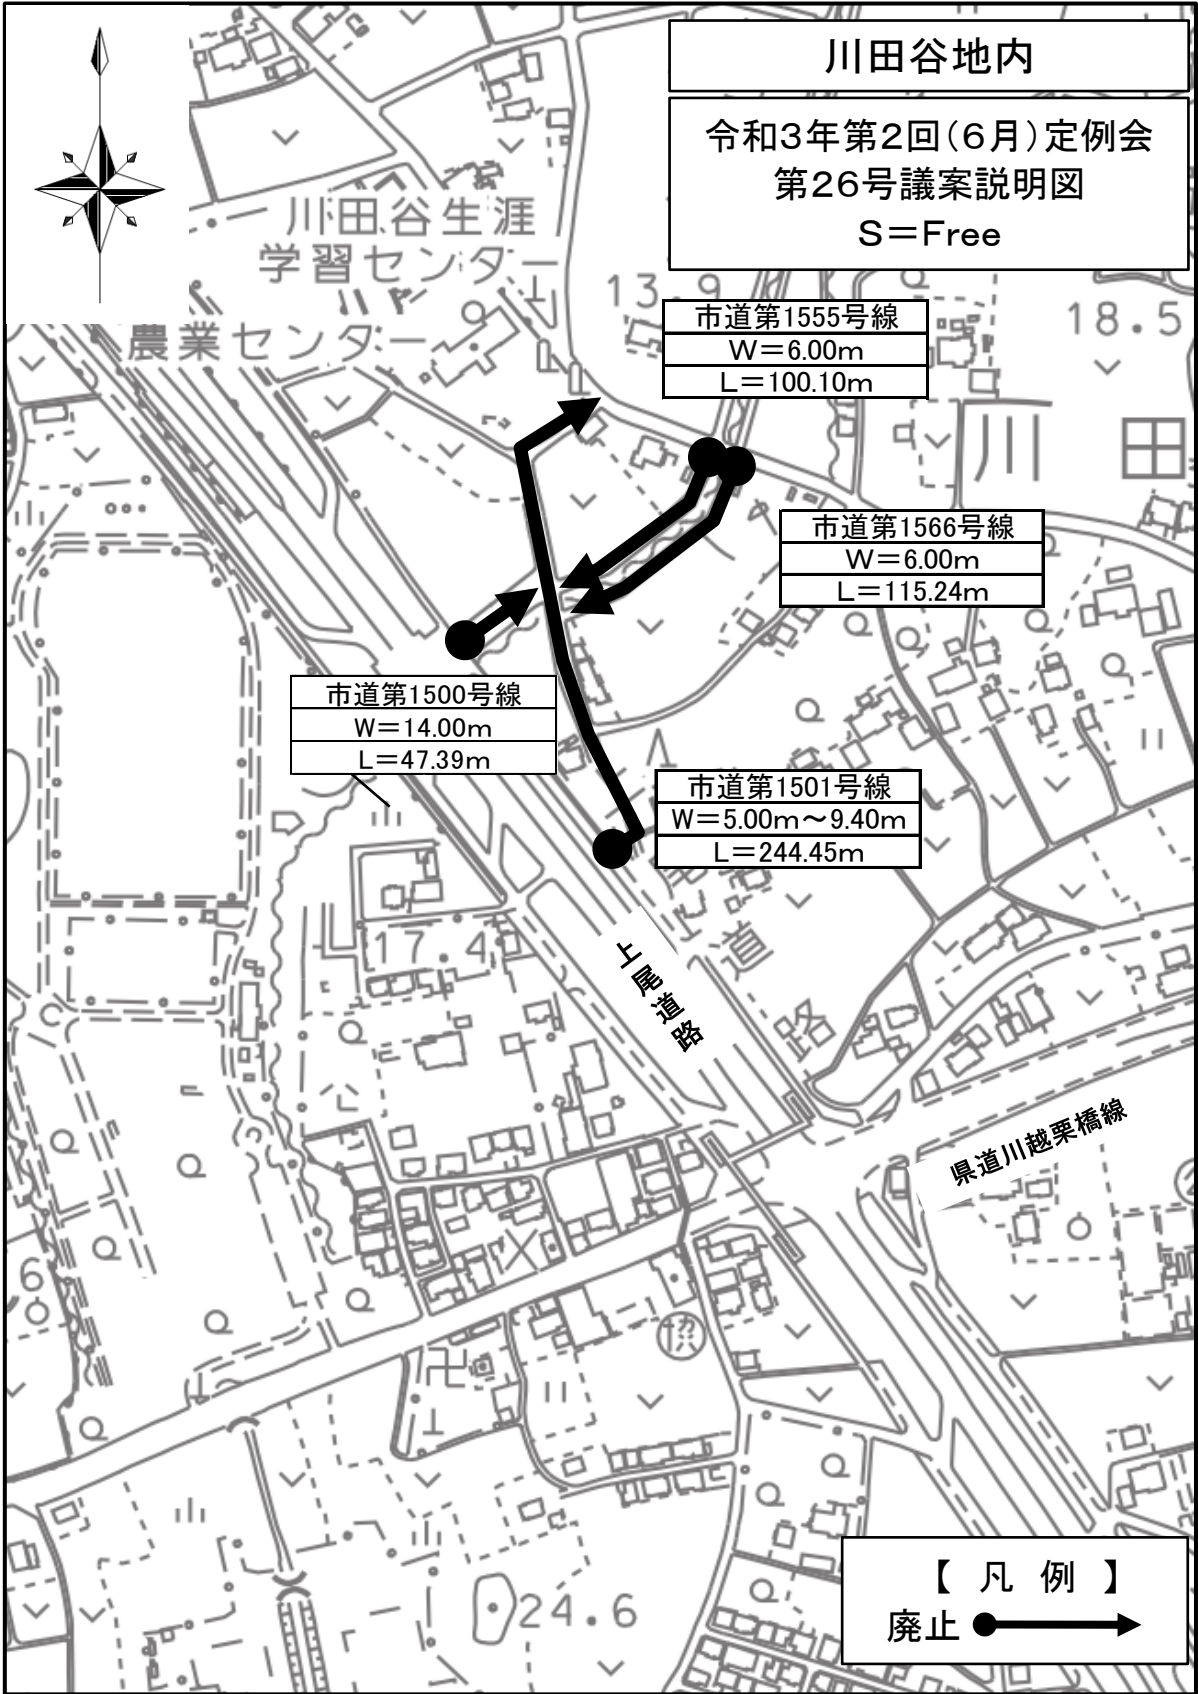 川田谷地内
令和3年第2回(6月)定例会
第26号議案説明図
S=Free
川田谷生涯
学習センター
農業センター
13.9
18.5
市道第1555号線
W=6.00m
L=100.10m
川田
市道第1566号線
W=6.00m
L=115.24m
市道第1500号線
W=14.00m
L=47.39m
市道第1501号線
W=5.00m～9.40m
L=244.45m
17.4
上尾道路
道路
県道川越栗橋線
6
協
24.6
【 凡 例 】
廃止